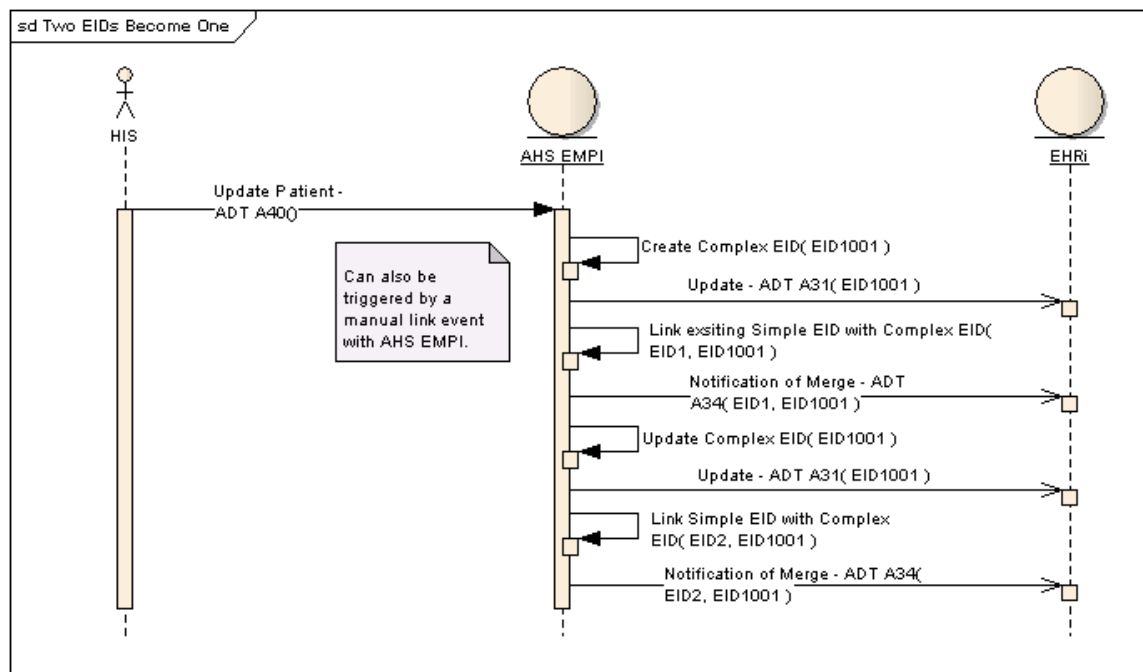 sd Two EIDs Become One
HIS
AHS EMPI
EHRi
Update Patient -
ADT A40()
Can also be
triggered by a
manual link event
with AHS EMPI.
Create Complex EID( EID1001 )
Update - ADT A31( EID1001 )
Link exsiting Simple EID with Complex EID(
EID1, EID1001 )
Notification of Merge - ADT
A34( EID1, EID1001 )
Update Complex EID( EID1001 )
Update - ADT A31( EID1001 )
Link Simple EID with Complex
EID( EID2, EID1001 )
Notification of Merge - ADT A34(
EID2, EID1001 )